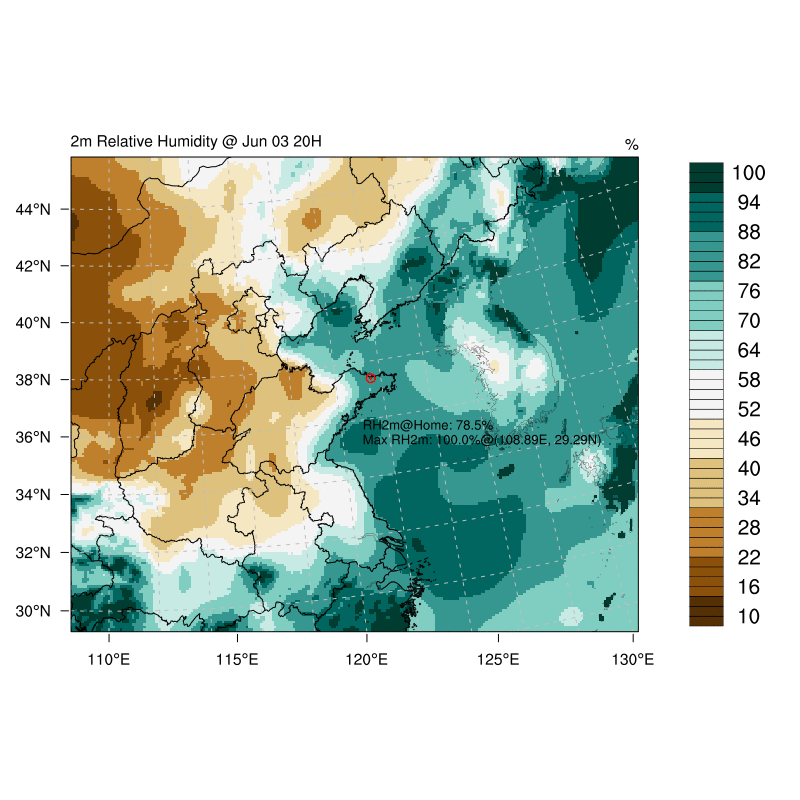 2m Relative Humidity @ Jun 03 20H
%
100
94
88
82
76
70
64
58
52
46
40
34
28
22
16
10
44°N
42°N
40°N
38°N
36°N
34°N
32°N
30°N
RH2m@Home: 78.5%
Max RH2m: 100.0%@(108.89E, 29.29N)
110°E 115°E 120°E 125°E 130°E